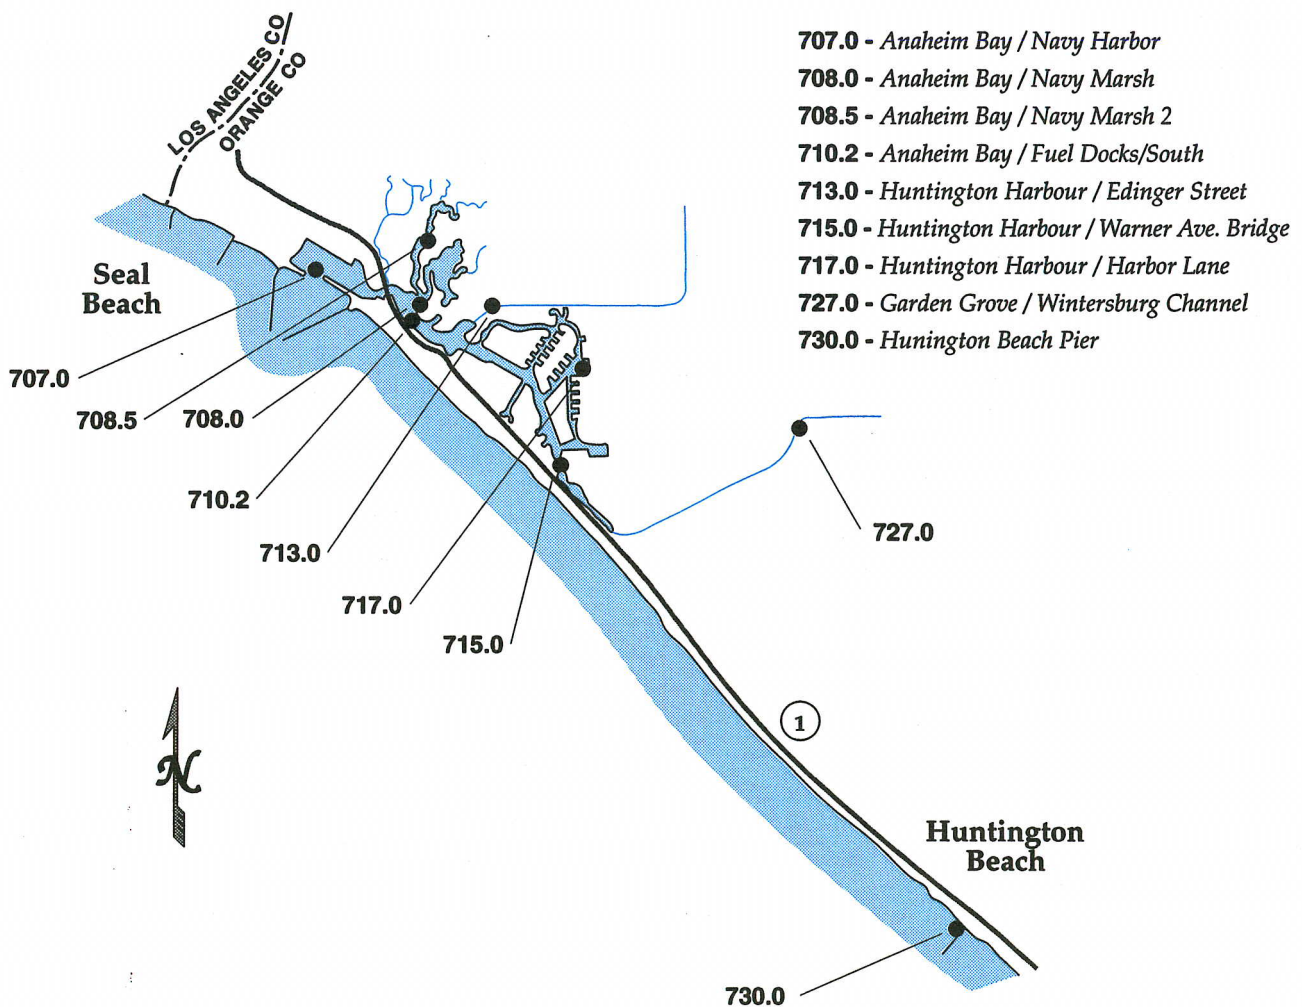 LOS ANGELES CO
ORANGE CO
707.0 - Anaheim Bay / Navy Harbor
708.0 - Anaheim Bay / Navy Marsh
708.5 - Anaheim Bay / Navy Marsh 2
710.2 - Anaheim Bay / Fuel Docks/South
713.0 - Huntington Harbour / Edinger Street
715.0 - Huntington Harbour / Warner Ave. Bridge
717.0 - Huntington Harbour / Harbor Lane
727.0 - Garden Grove / Wintersburg Channel
730.0 - Hunington Beach Pier
Seal
Beach
707.0
708.5
708.0
710.2
713.0
717.0
715.0
727.0
1
N
Huntington
Beach
730.0